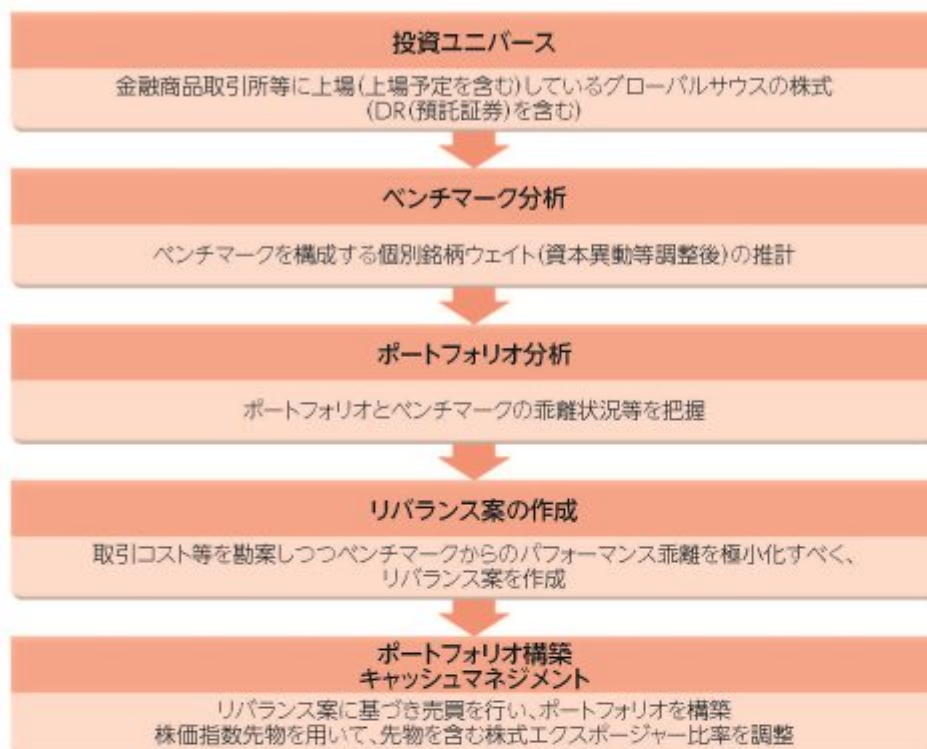 投資ユニバース
金融商品取引所等に上場(上場予定を含む)しているグローバルサウスの株式
(DR(預託証券)を含む)
ベンチマーク分析
ベンチマークを構成する個別銘柄ウェイト(資本異動等調整後)の推計
ポートフォリオ分析
ポートフォリオとベンチマークの乖離状況等を把握
リバランス案の作成
取引コスト等を勘案しつつベンチマークからのパフォーマンス乖離を極小化すべく、
リバランス案を作成
ポートフォリオ構築
キャッシュマネジメント
リバランス案に基づき売買を行い、ポートフォリオを構築
株価指数先物を用いて、先物を含む株式エクスポージャー比率を調整